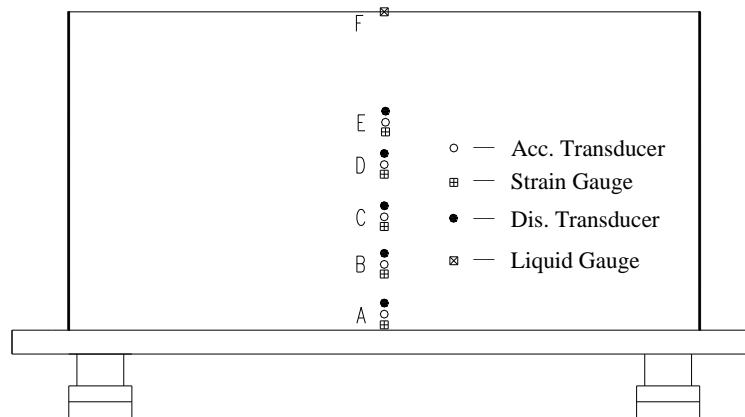 F
E
D
C
B
A
Acc. Transducer
Strain Gauge
Dis. Transducer
Liquid Gauge